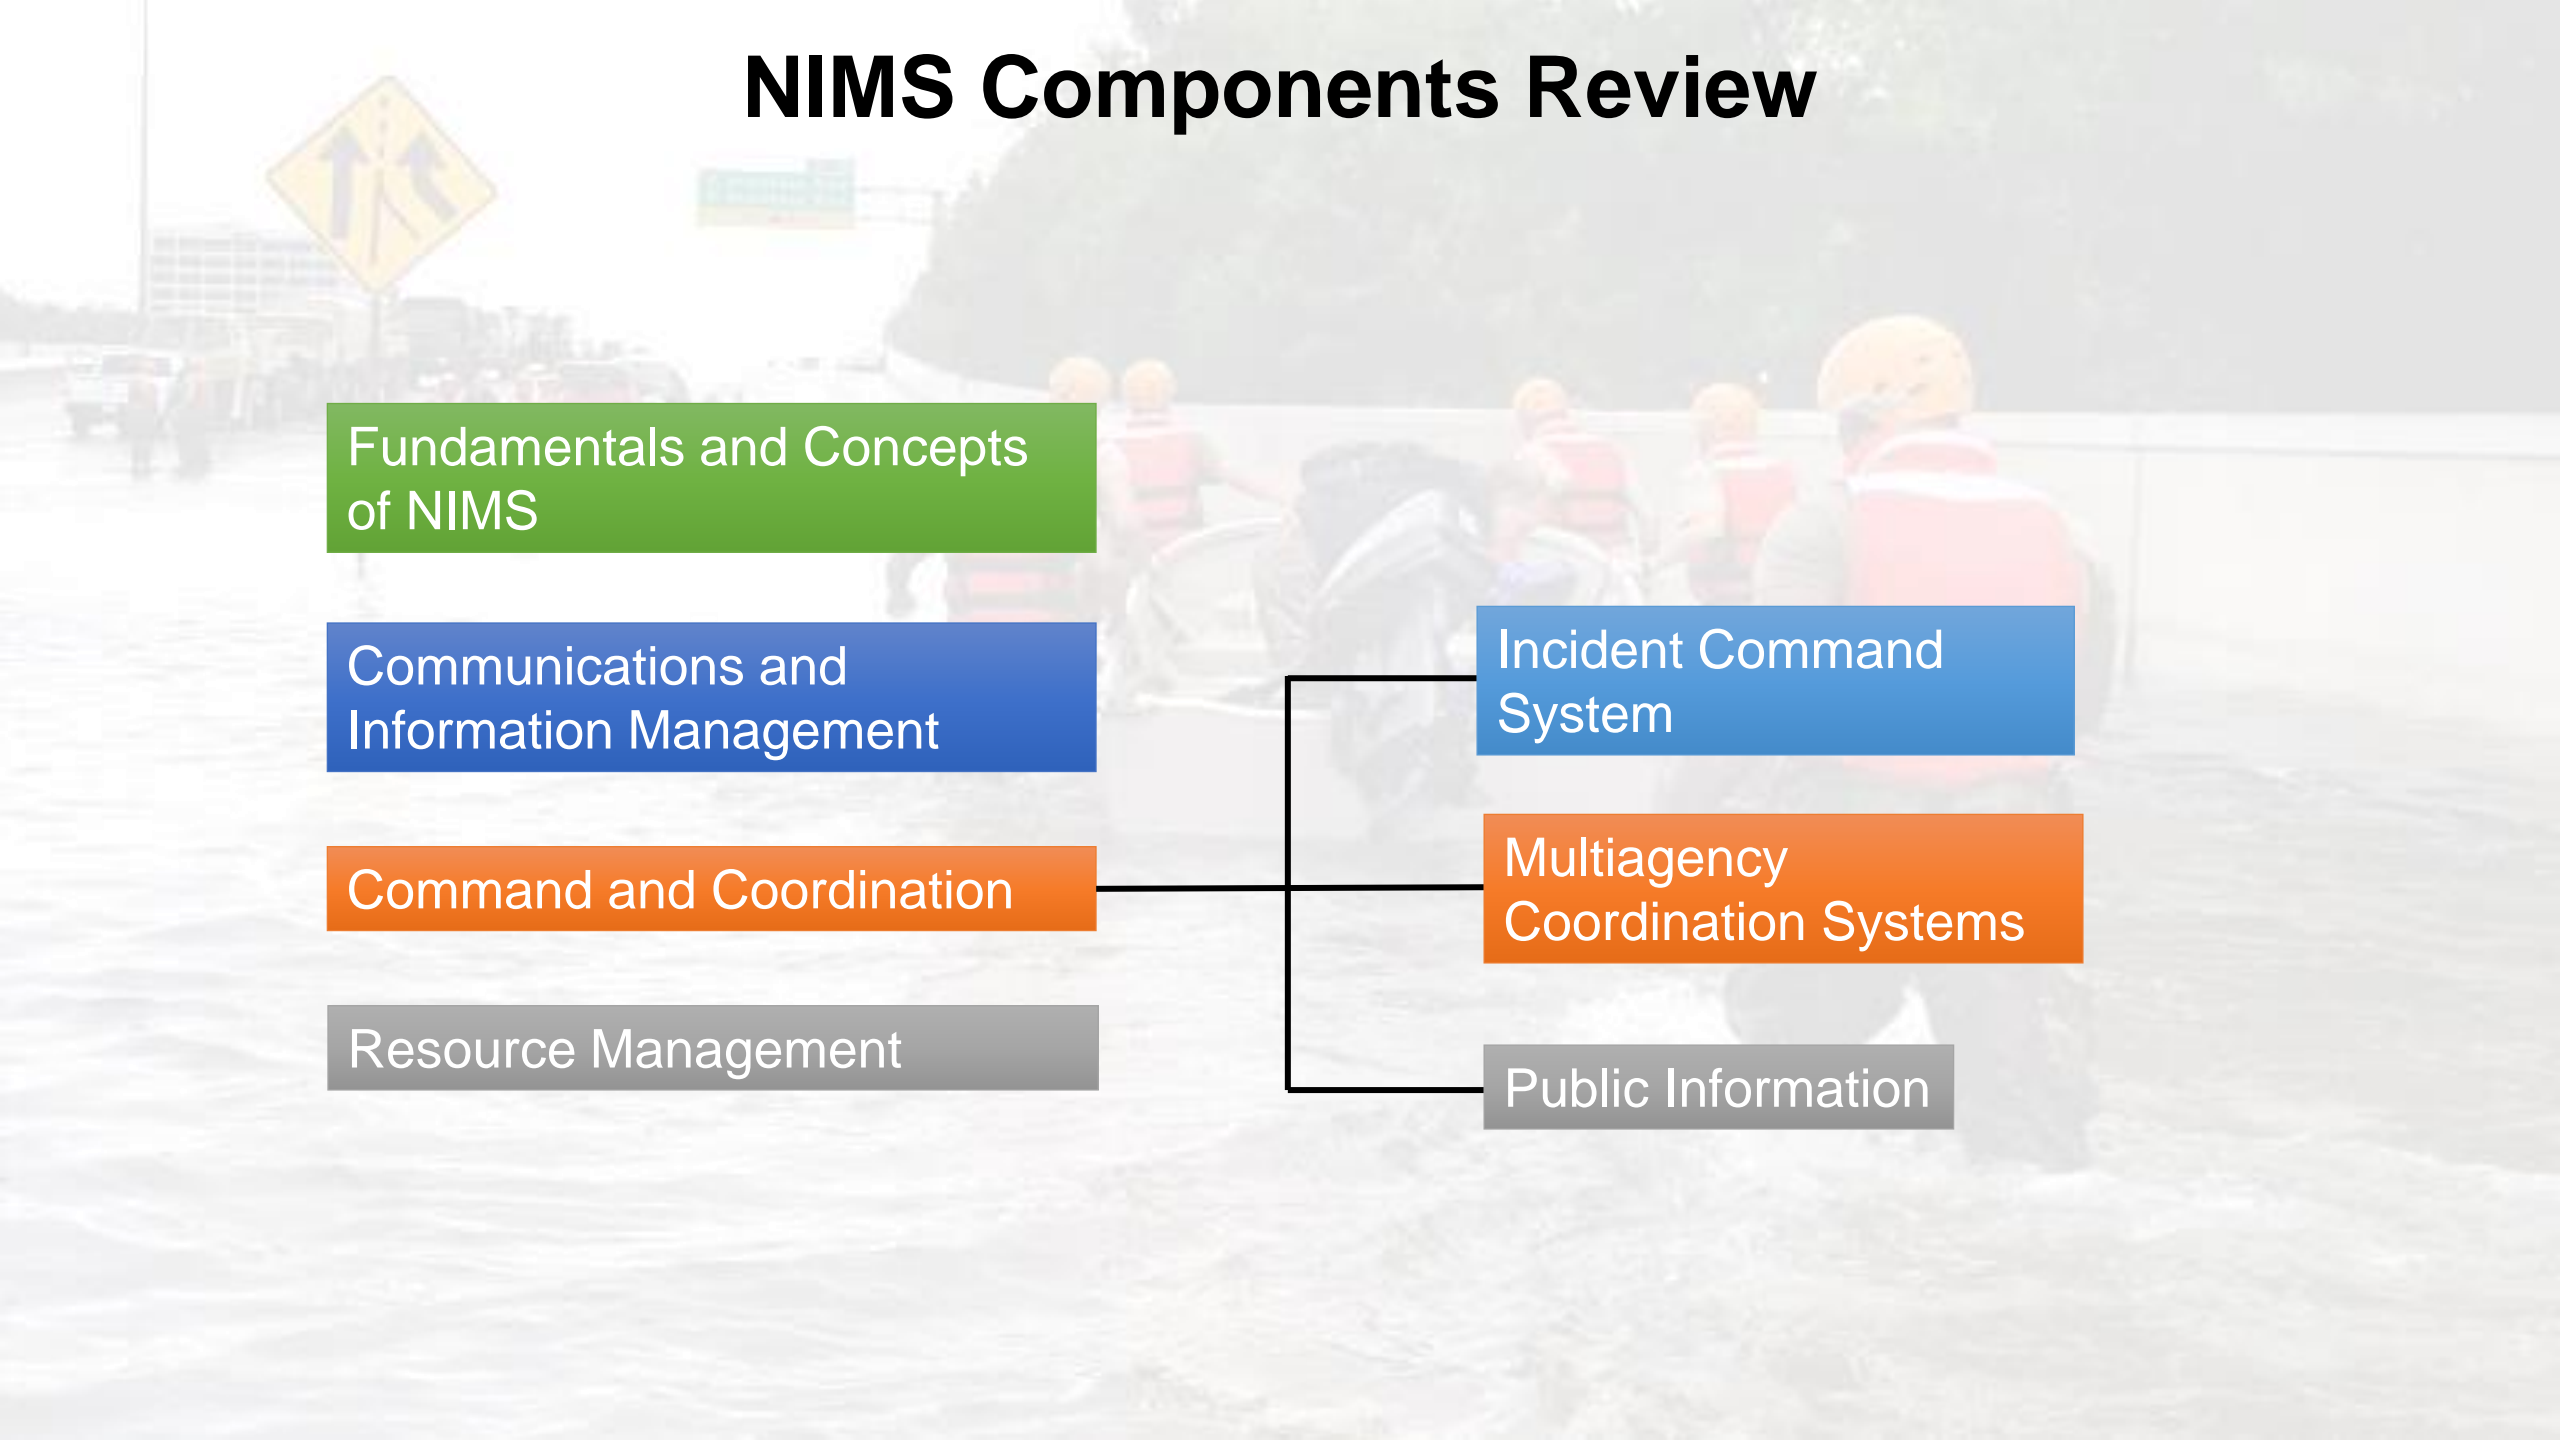 NIMS Components Review
Fundamentals and Concepts
of NIMS
Communications and
Information Management
Command and Coordination
Resource Management
Incident Command
System
Multiagency
Coordination Systems
Public Information